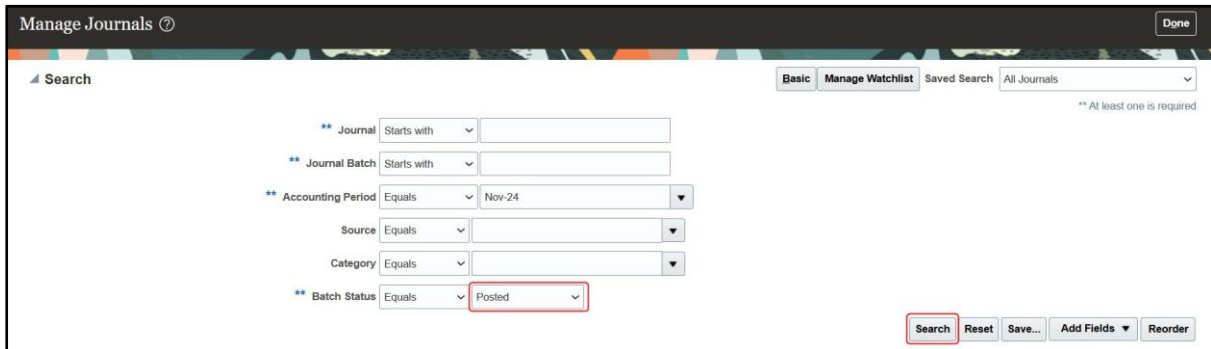 Manage Journals ?
Done
Search
Basic Manage Watchlist Saved Search All Journals
** At least one is required
** Journal Starts with
** Journal Batch Starts with
** Accounting Period Equals Nov-24
Source Equals
Category Equals
** Batch Status Equals Posted
Search Reset Save... Add Fields Reorder